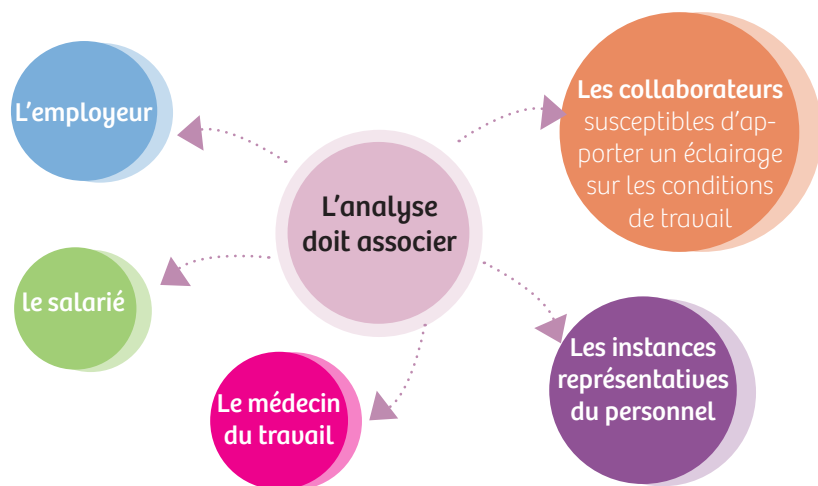 L'employeur
Les collaborateurs
susceptibles d'ap-
porter un éclairage
sur les conditions
de travail
L'analyse
doit associer
le salarié
Les instances
représentatives
du personnel
Le médecin
du travail